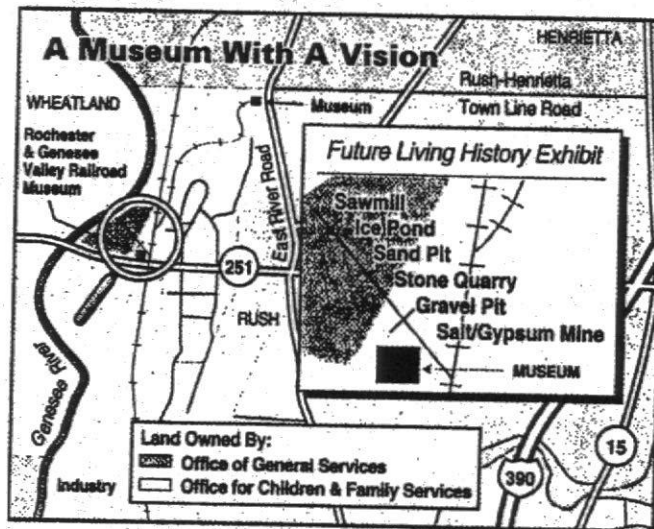 A Museum With A Vision
HENRIETTA
Rush-Henrietta
Town Line Road
WHEATLAND
Museum
Rochester
& Genesee
Valley Railroad
Museum
East River Road
251
RUSH
Genesee River
Industry
Future Living History Exhibit
Sawmill
Ice Pond
Sand Pit
Stone Quarry
Gravel Pit
Salt/Gypsum Mine
MUSEUM
Land Owned By:
Office of General Services
Office for Children & Family Services
390
15